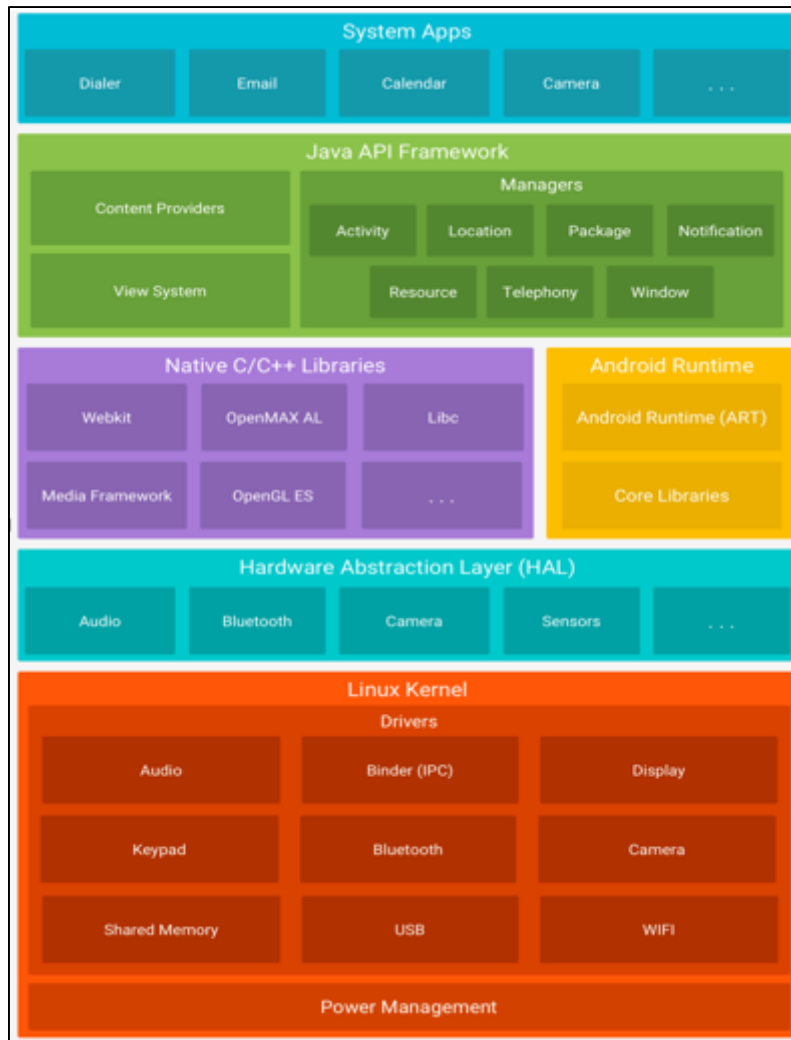 System Apps
Dialer
Email
Calendar
Camera
. . .
Java API Framework
Content Providers
View System
Managers
Activity
Location
Package
Notification
Resource
Telephony
Window
Native C/C++ Libraries
Webkit
OpenMAX AL
Libc
Media Framework
OpenGL ES
. . .
Android Runtime
Android Runtime (ART)
Core Libraries
Hardware Abstraction Layer (HAL)
Audio
Bluetooth
Camera
Sensors
. . .
Linux Kernel
Drivers
Audio
Binder (IPC)
Display
Keypad
Bluetooth
Camera
Shared Memory
USB
WIFI
Power Management